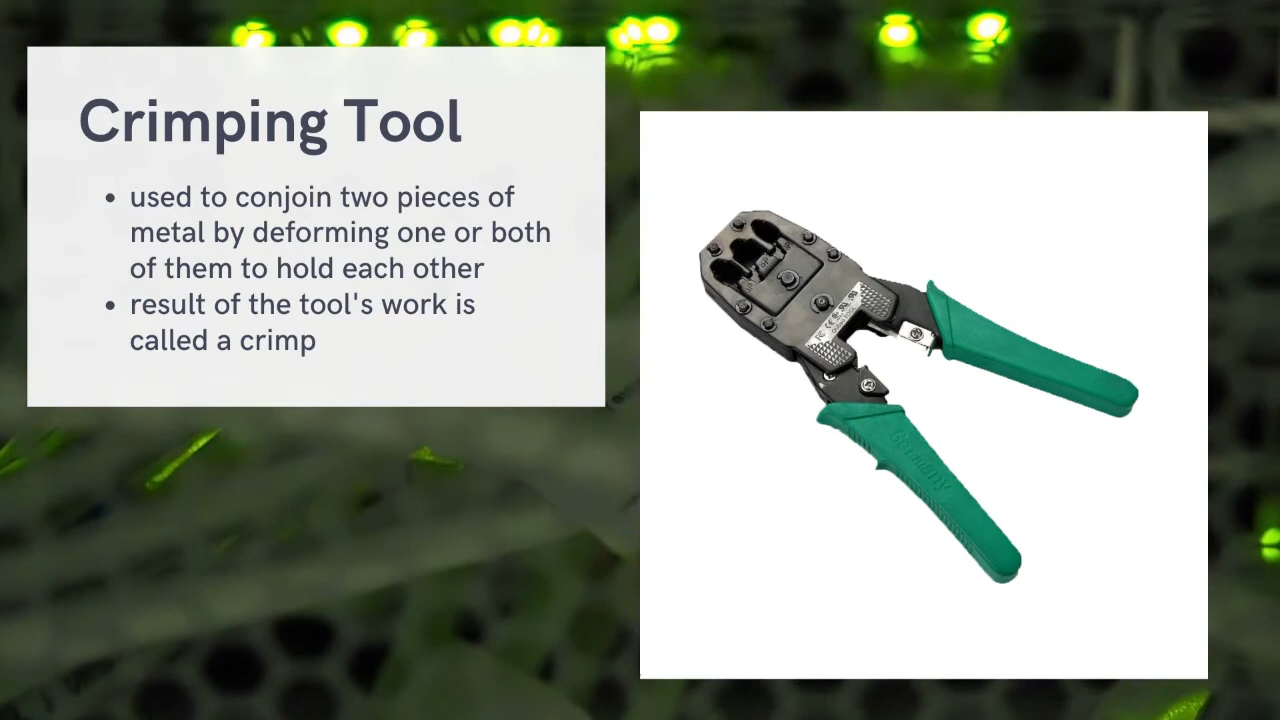 Crimping Tool
• used to conjoin two pieces of
metal by deforming one or both
of them to hold each other
• result of the tool's work is
called a crimp
Germany